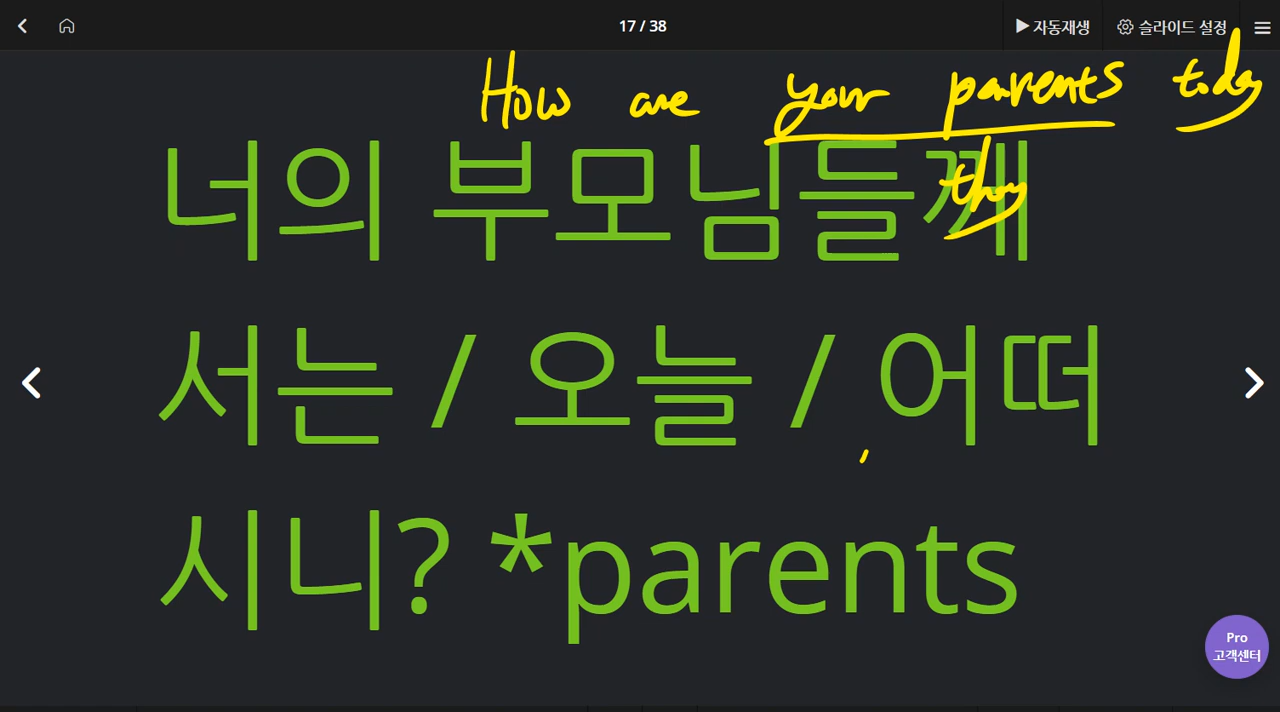 17 / 38 자동재생 슬라이드 설정
How are your parents today
they
너의 부모님들께
서는 / 오늘 / 어떠
시니? *parents
Pro
고객센터